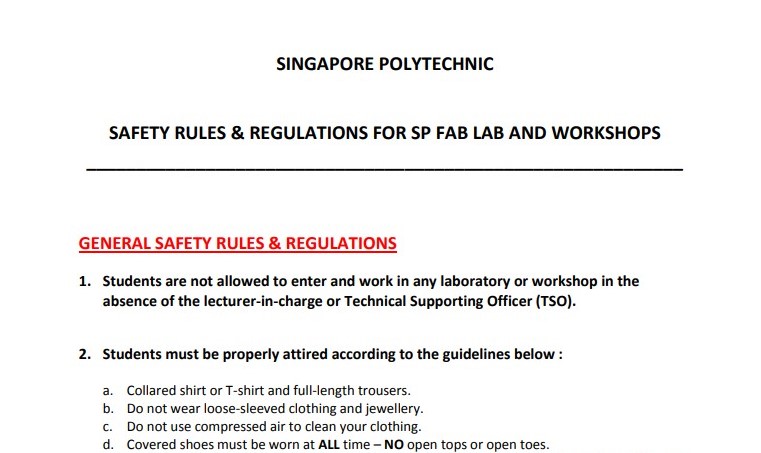 SINGAPORE POLYTECHNIC
SAFETY RULES & REGULATIONS FOR SP FAB LAB AND WORKSHOPS
GENERAL SAFETY RULES & REGULATIONS
1. Students are not allowed to enter and work in any laboratory or workshop in the
absence of the lecturer-in-charge or Technical Supporting Officer (TSO).
2. Students must be properly attired according to the guidelines below :
a. Collared shirt or T-shirt and full-length trousers.
b. Do not wear loose-sleeved clothing and jewellery.
c. Do not use compressed air to clean your clothing.
d. Covered shoes must be worn at ALL time – NO open tops or open toes.